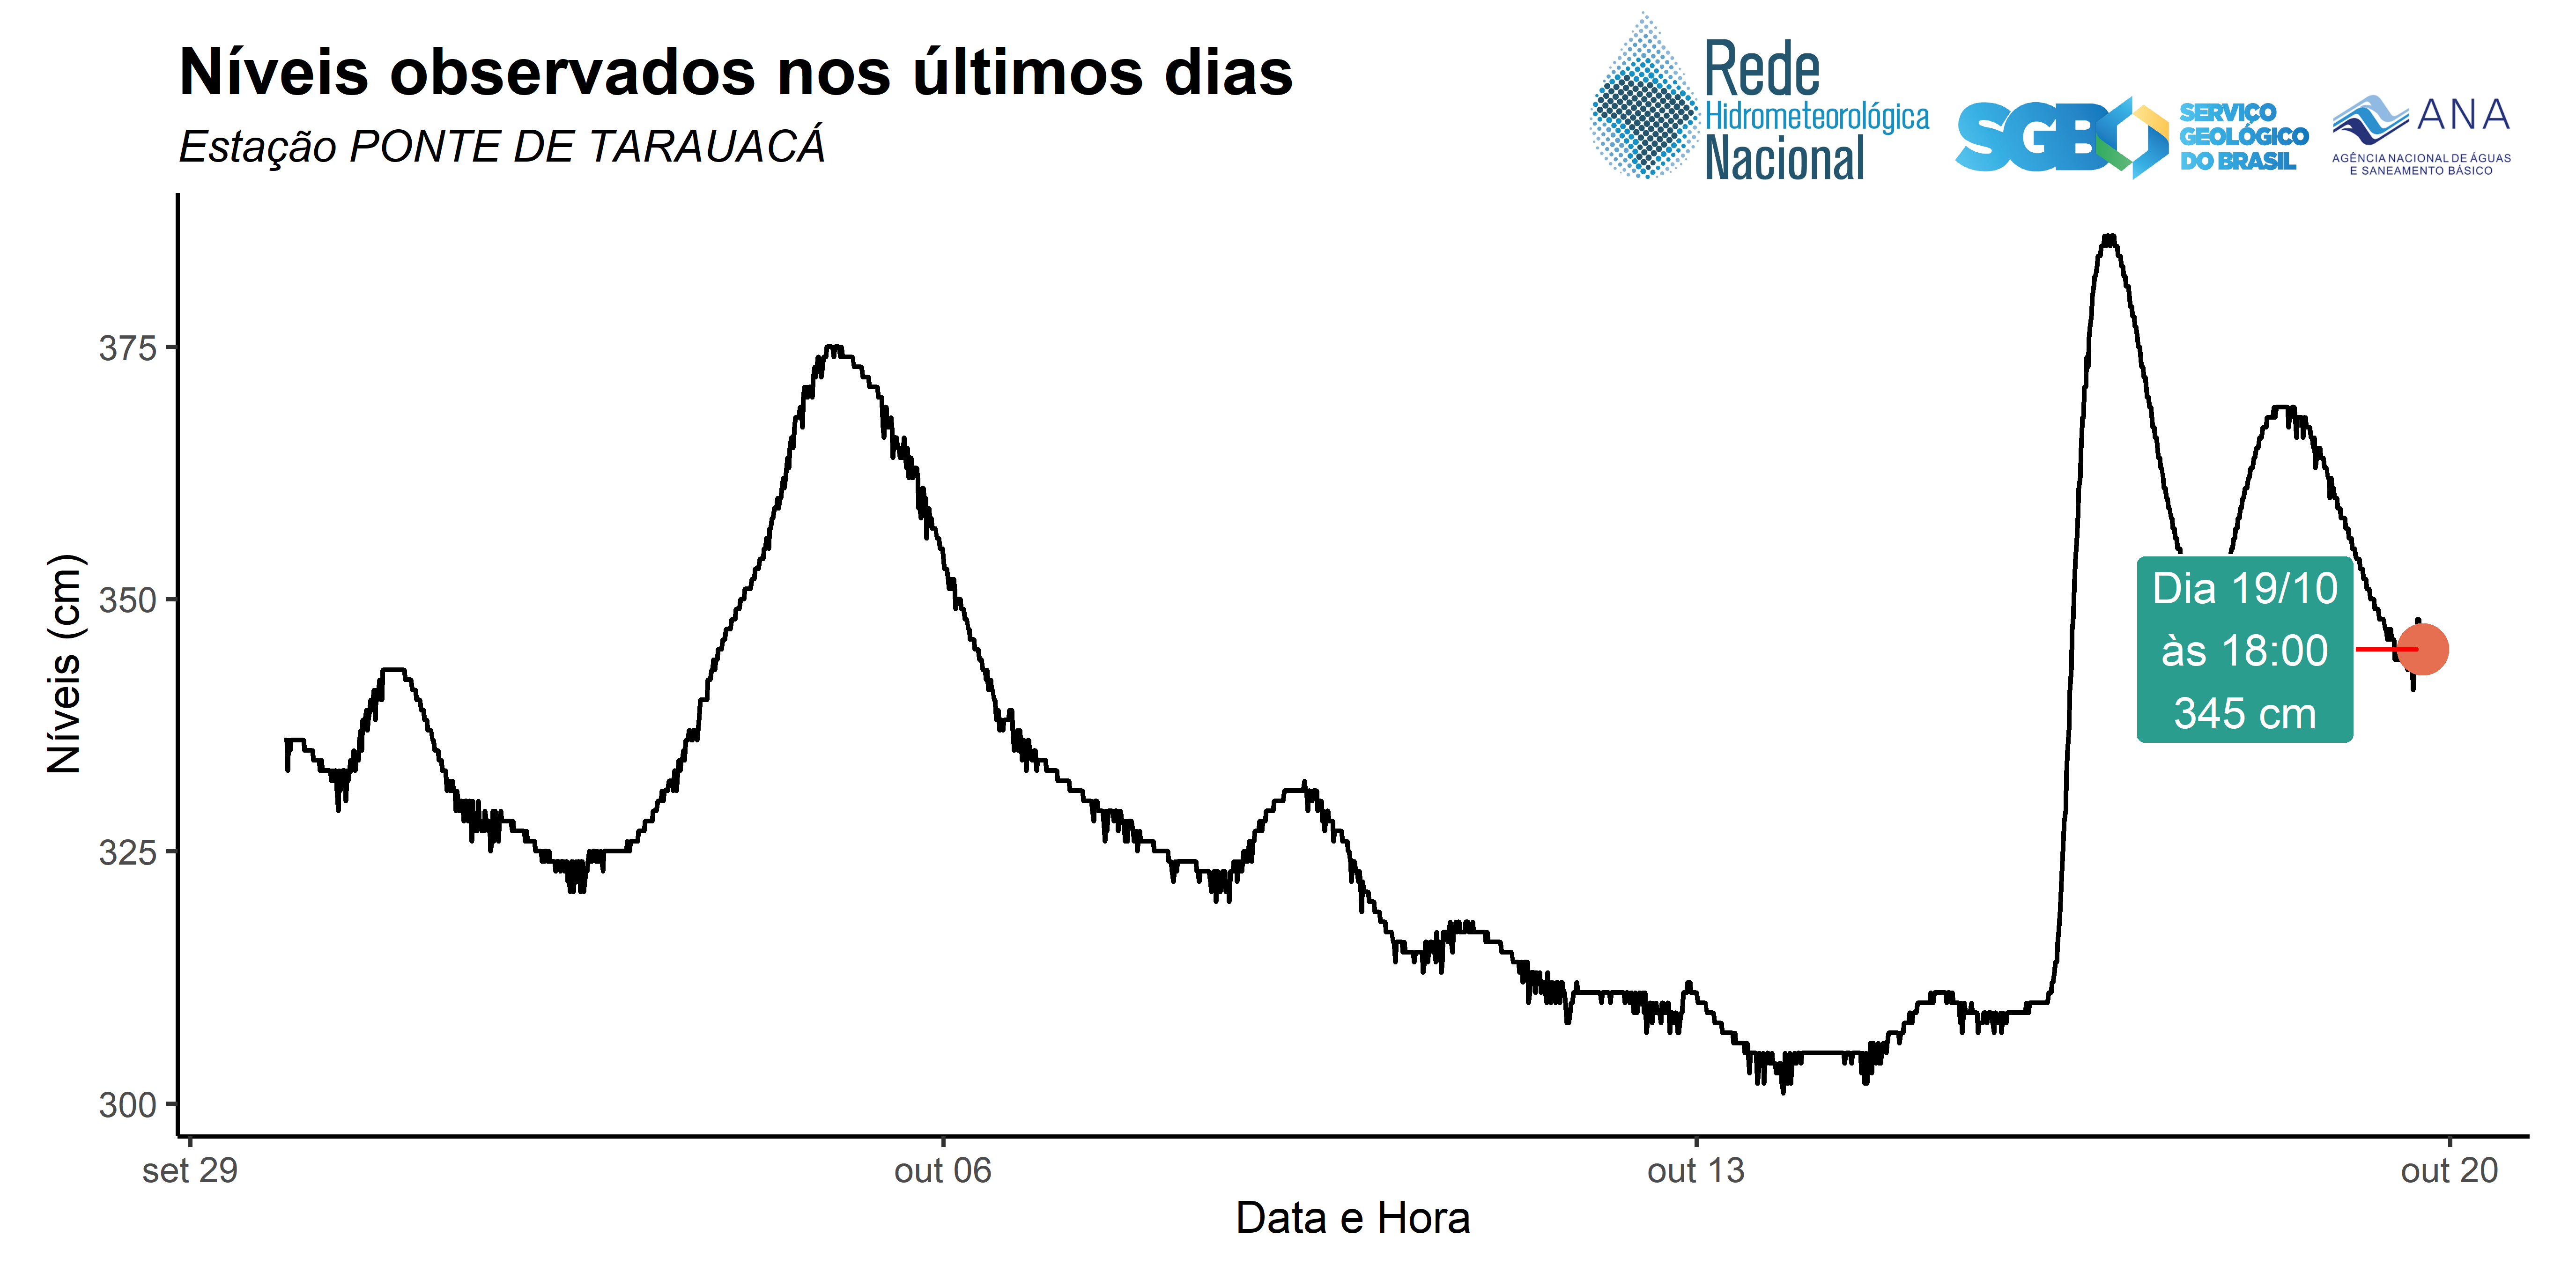 Níveis observados nos últimos dias
Estação PONTE DE TARAUACÁ
Rede
Hidrometeorológica
Nacional
SGB
SERVIÇO
GEOLÓGICO
DO BRASIL
ANA
AGÊNCIA NACIONAL DE ÁGUAS
E SANEAMENTO BÁSICO
Níveis (cm)
375
350
325
300
Dia 19/10
às 18:00
345 cm
set 29
out 06
out 13
out 20
Data e Hora